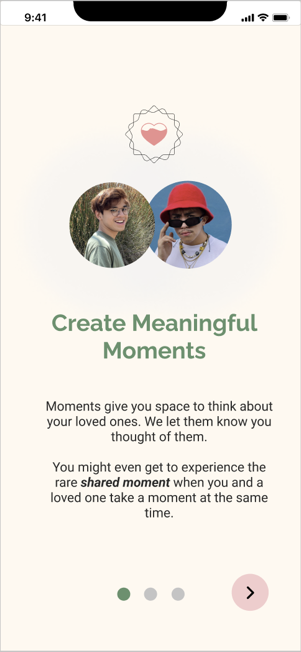 9:41
Create Meaningful
Moments
Moments give you space to think about
your loved ones. We let them know you
thought of them.
You might even get to experience the
rare shared moment when you and a
loved one take a moment at the same
time.